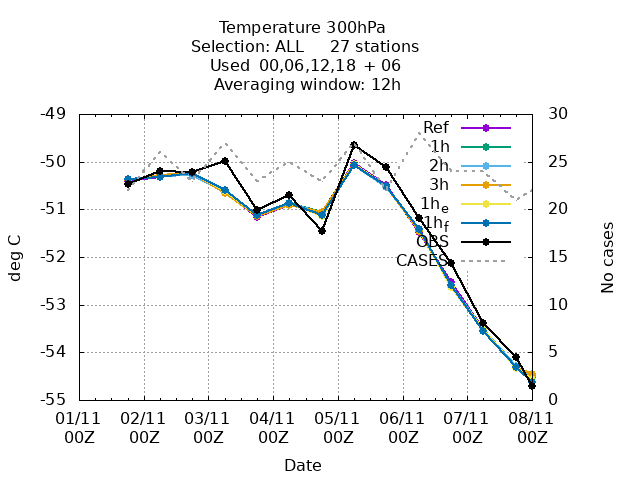 Temperature 300hPa
Selection: ALL 27 stations
Used 00,06,12,18 + 06
Averaging window: 12h
-49
-50
-51
-52
-53
-54
-55
30
25
20
15
10
5
0
Ref
1h
2h
3h
1he
1hf
OBS
CASES
deg C
No cases
01/11 02/11 03/11 04/11 05/11 06/11 07/11 08/11
00Z 00Z 00Z 00Z 00Z 00Z 00Z 00Z
Date